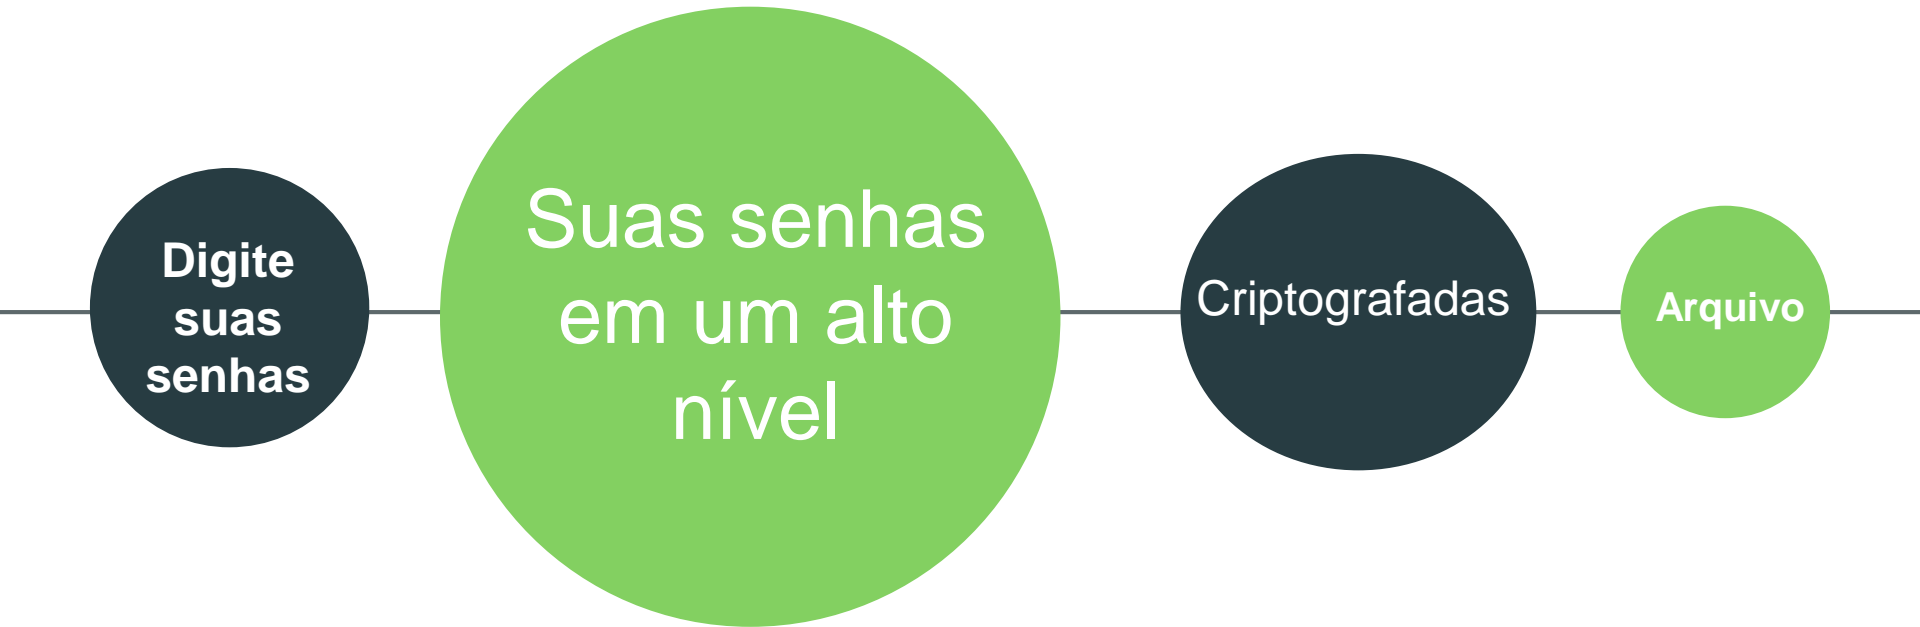 Digite
suas
senhas
Suas senhas
em um alto
nível
Criptografadas
Arquivo